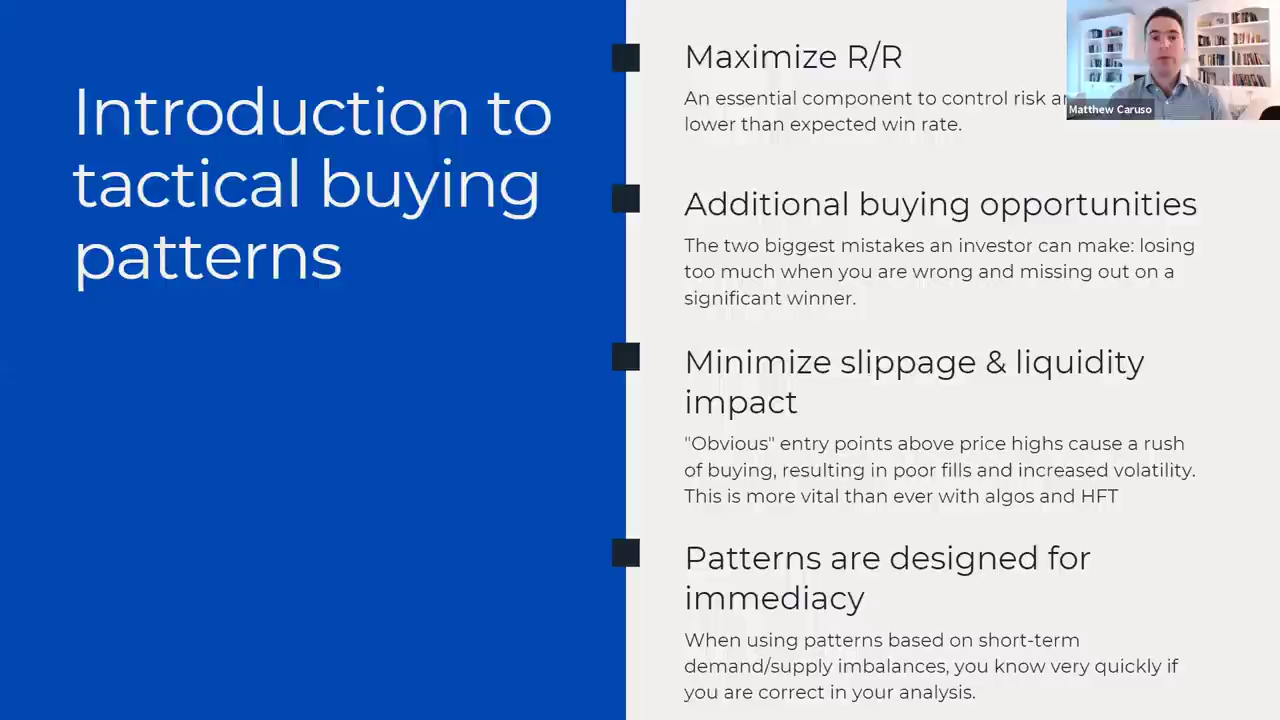 Introduction to
tactical buying
patterns
Maximize R/R
An essential component to control risk
lower than expected win rate.
Matthew Caruso
Additional buying opportunities
The two biggest mistakes an investor can make: losing
too much when you are wrong and missing out on a
significant winner.
Minimize slippage & liquidity
impact
"Obvious" entry points above price highs cause a rush
of buying, resulting in poor fills and increased volatility.
This is more vital than ever with algos and HFT
Patterns are designed for
immediacy
When using patterns based on short-term
demand/supply imbalances, you know very quickly if
you are correct in your analysis.